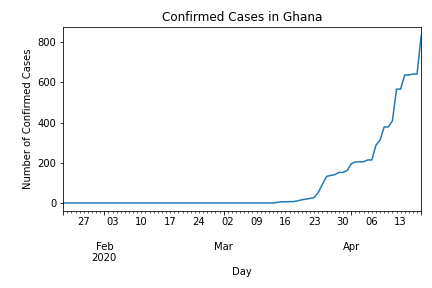 Confirmed Cases in Ghana
Number of Confirmed Cases
800
600
400
200
0
27 03 10 17 24 02 09 16 23 30 06 13
Feb Mar Apr
2020
Day